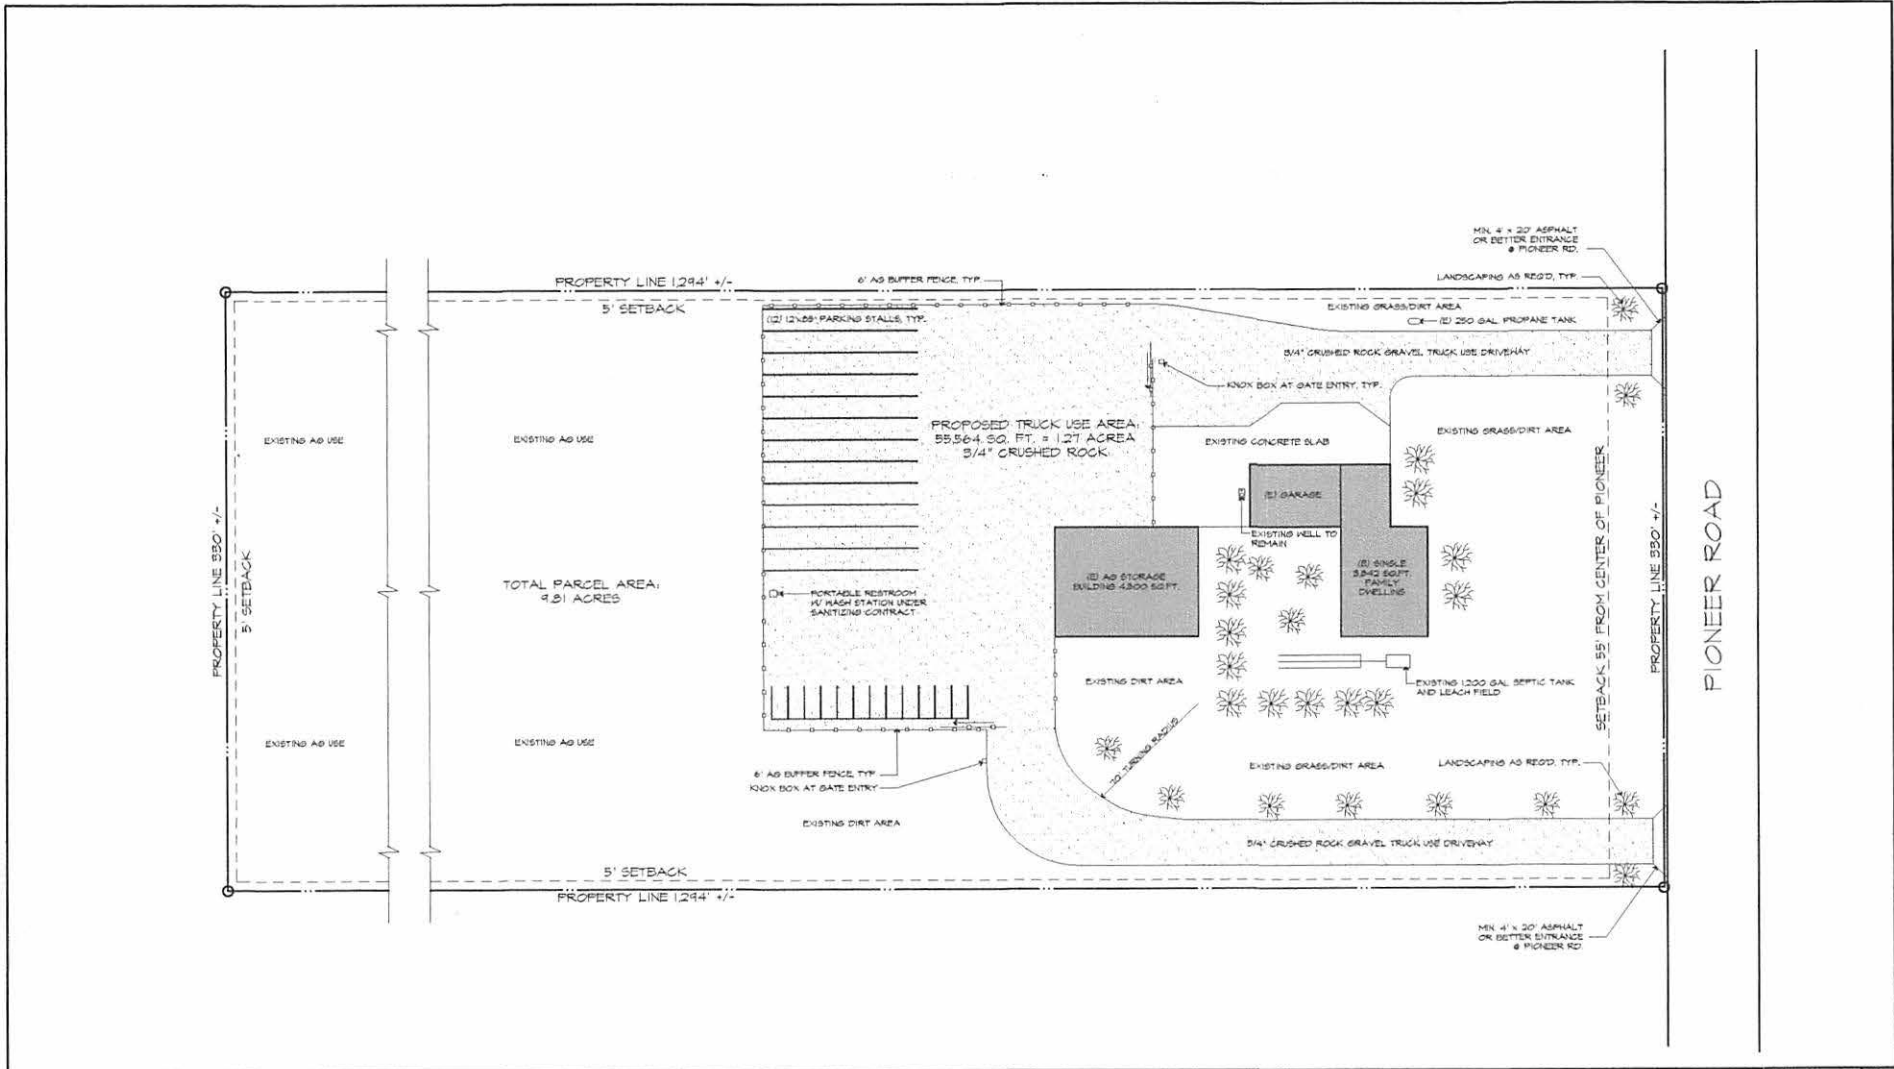 MIN. 4' x 20' ASPHALT
OR BETTER ENTRANCE
@ PIONEER RD.
LANDSCAPING AS REQ'D, TYP.
PROPERTY LINE 1,294' +/-
6' AG BUFFER FENCE, TYP.
5' SETBACK
EXISTING GRASS/DIRT AREA
(E) 250 GAL. PROPANE TANK
(12) 12'x85' PARKING STALLS, TYP.
3/4" CRUSHED ROCK GRAVEL TRUCK USE DRIVEWAY
KNOX BOX AT GATE ENTRY, TYP.
PROPOSED TRUCK USE AREA:
55,564 SQ. FT. = 1.27 ACREA
3/4" CRUSHED ROCK
EXISTING AG USE
EXISTING AG USE
EXISTING CONCRETE SLAB
EXISTING GRASS/DIRT AREA
(E) GARAGE
EXISTING WELL TO
REMAIN
PROPERTY LINE 330' +/-
5' SETBACK
TOTAL PARCEL AREA:
9.81 ACRES
PORTABLE RESTROOM
W/ WASH STATION UNDER
SANITIZING CONTRACT
(E) AG STORAGE
BUILDING 4,800 SQ.FT.
(E) SINGLE
3,842 SQ.FT.
FAMILY
DWELLING
SETBACK 55' FROM CENTER OF PIONEER
PROPERTY LINE 330' +/-
PIONEER ROAD
EXISTING DIRT AREA
EXISTING 1,200 GAL. SEPTIC TANK
AND LEACH FIELD
EXISTING AG USE
EXISTING AG USE
TURNING RADIUS
6' AG BUFFER FENCE, TYP
KNOX BOX AT GATE ENTRY
EXISTING GRASS/DIRT AREA
LANDSCAPING AS REQ'D, TYP.
EXISTING DIRT AREA
3/4" CRUSHED ROCK GRAVEL TRUCK USE DRIVEWAY
5' SETBACK
PROPERTY LINE 1,294' +/-
MIN. 4' x 20' ASPHALT
OR BETTER ENTRANCE
@ PIONEER RD.